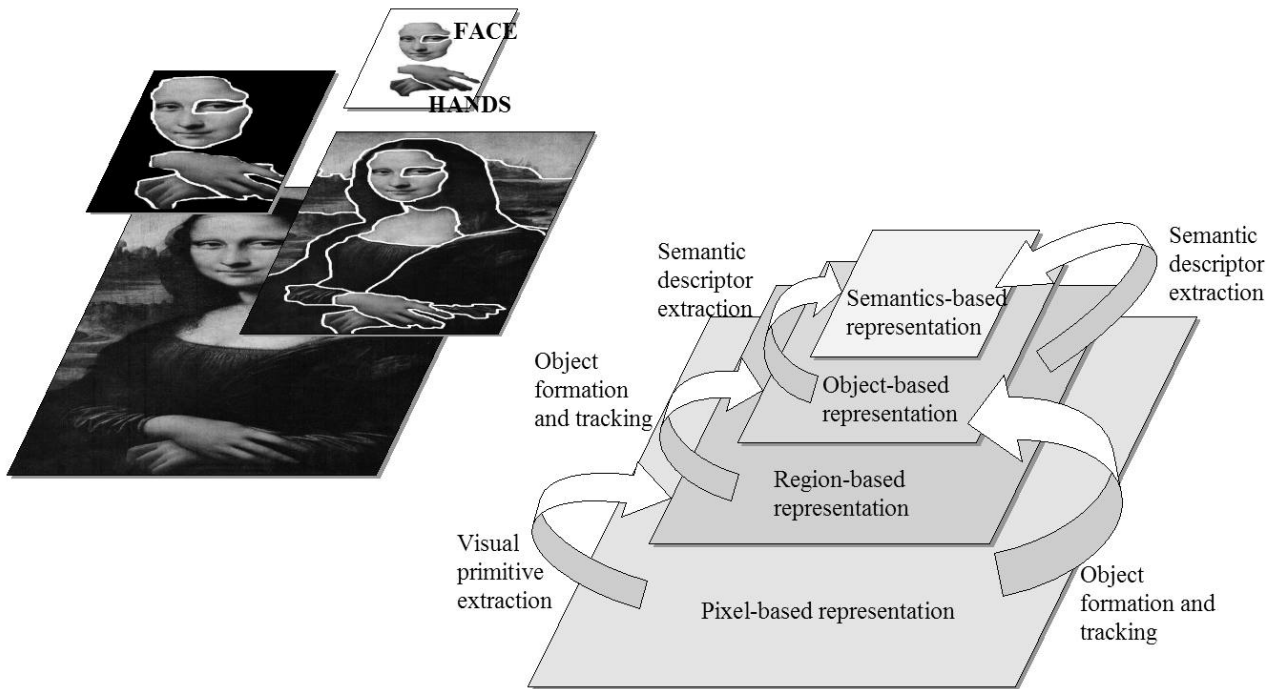 FACE
HANDS
Semantic
descriptor
extraction
Semantics-based
representation
Semantic
descriptor
extraction
Object
formation
and tracking
Object-based
representation
Region-based
representation
Visual
primitive
extraction
Pixel-based representation
Object
formation and
tracking